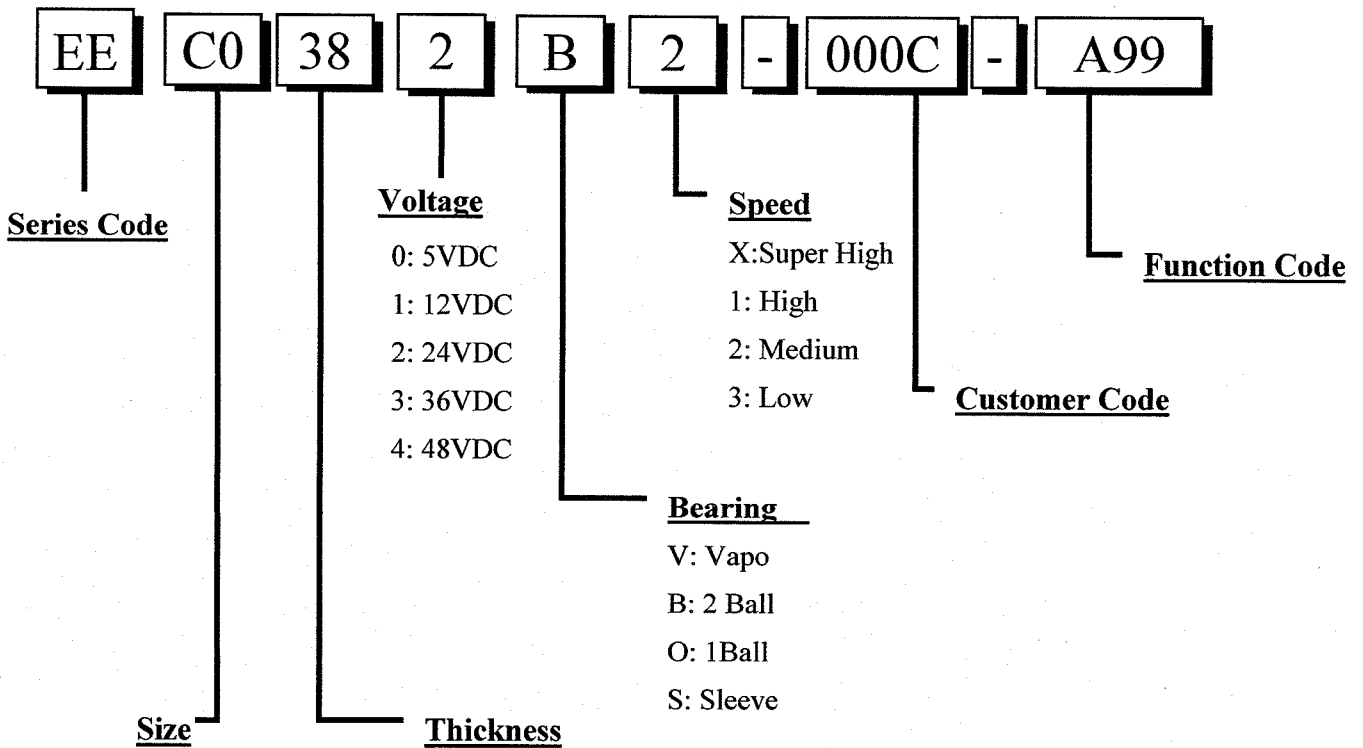 EE C0 38 2 B 2 - 000C - A99
Series Code
Voltage
0: 5VDC
1: 12VDC
2: 24VDC
3: 36VDC
4: 48VDC
Speed
X:Super High
1: High
2: Medium
3: Low
Function Code
Customer Code
Bearing
V: Vapo
B: 2 Ball
O: 1Ball
S: Sleeve
Size
Thickness